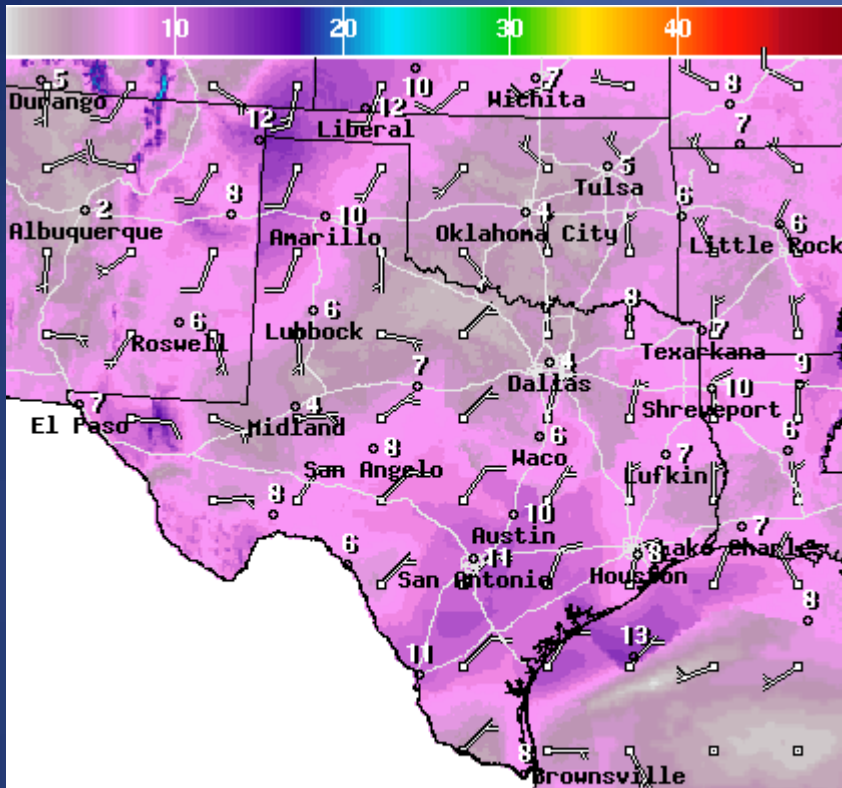 10 20 30 40
5 10 7 8
Durango Wichita
12 12
Liberal
7
5
Tulsa
2 8 10 4 6 6
Albuquerque Amarillo Oklahoma City Little Rock
6 6 8 7
Roswell Lubbock Texarkana
4 9
7 Dallas 10
7 4 Shreveport
El Paso Midland
8 6 7 6
San Angelo Waco Lufkin
8 10 7
Austin Lake Charles
6 11 8
San Antonio Houston
8
11 13
8
Brownsville